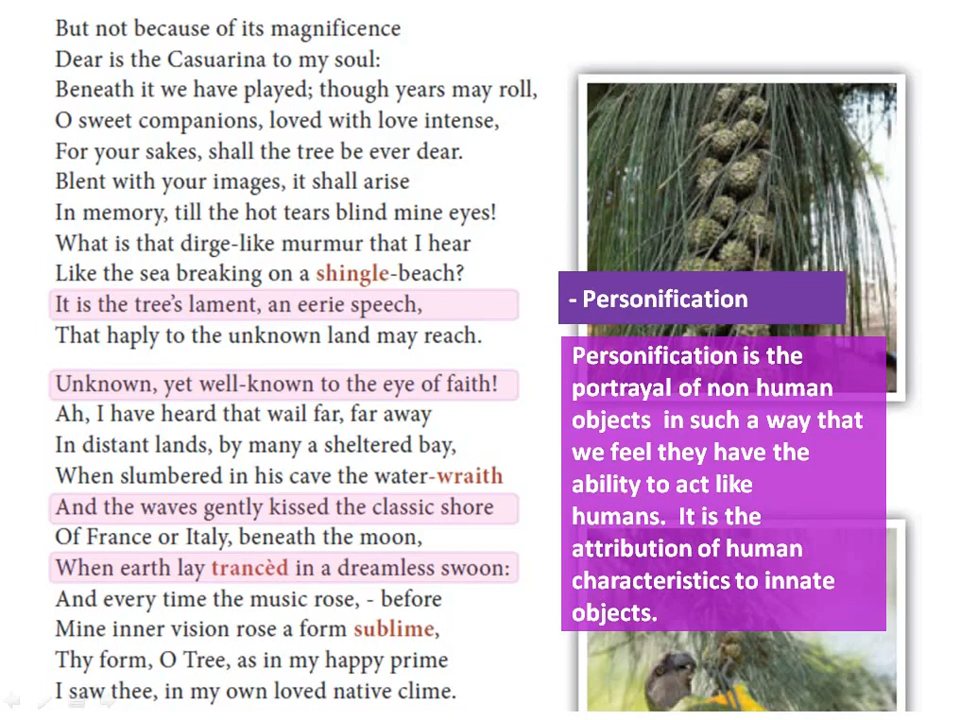 But not because of its magnificence
Dear is the Casuarina to my soul:
Beneath it we have played; though years may roll,
O sweet companions, loved with love intense,
For your sakes, shall the tree be ever dear.
Blent with your images, it shall arise
In memory, till the hot tears blind mine eyes!
What is that dirge-like murmur that I hear
Like the sea breaking on a shingle-beach?
It is the tree's lament, an eerie speech,
That haply to the unknown land may reach.
Unknown, yet well-known to the eye of faith!
Ah, I have heard that wail far, far away
In distant lands, by many a sheltered bay,
When slumbered in his cave the water-wraith
And the waves gently kissed the classic shore
Of France or Italy, beneath the moon,
When earth lay trancèd in a dreamless swoon:
And every time the music rose, - before
Mine inner vision rose a form sublime,
Thy form, O Tree, as in my happy prime
I saw thee, in my own loved native clime.
- Personification
Personification is the
portrayal of non human
objects in such a way that
we feel they have the
ability to act like
humans. It is the
attribution of human
characteristics to innate
objects.